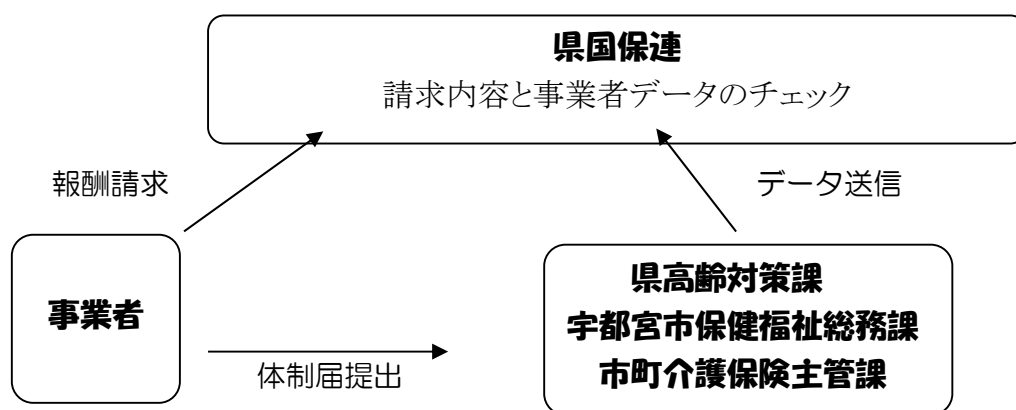 県国保連
請求内容と事業者データのチェック
報酬請求
データ送信
事業者
県高齢対策課
宇都宮市保健福祉総務課
市町介護保険主管課
体制届提出